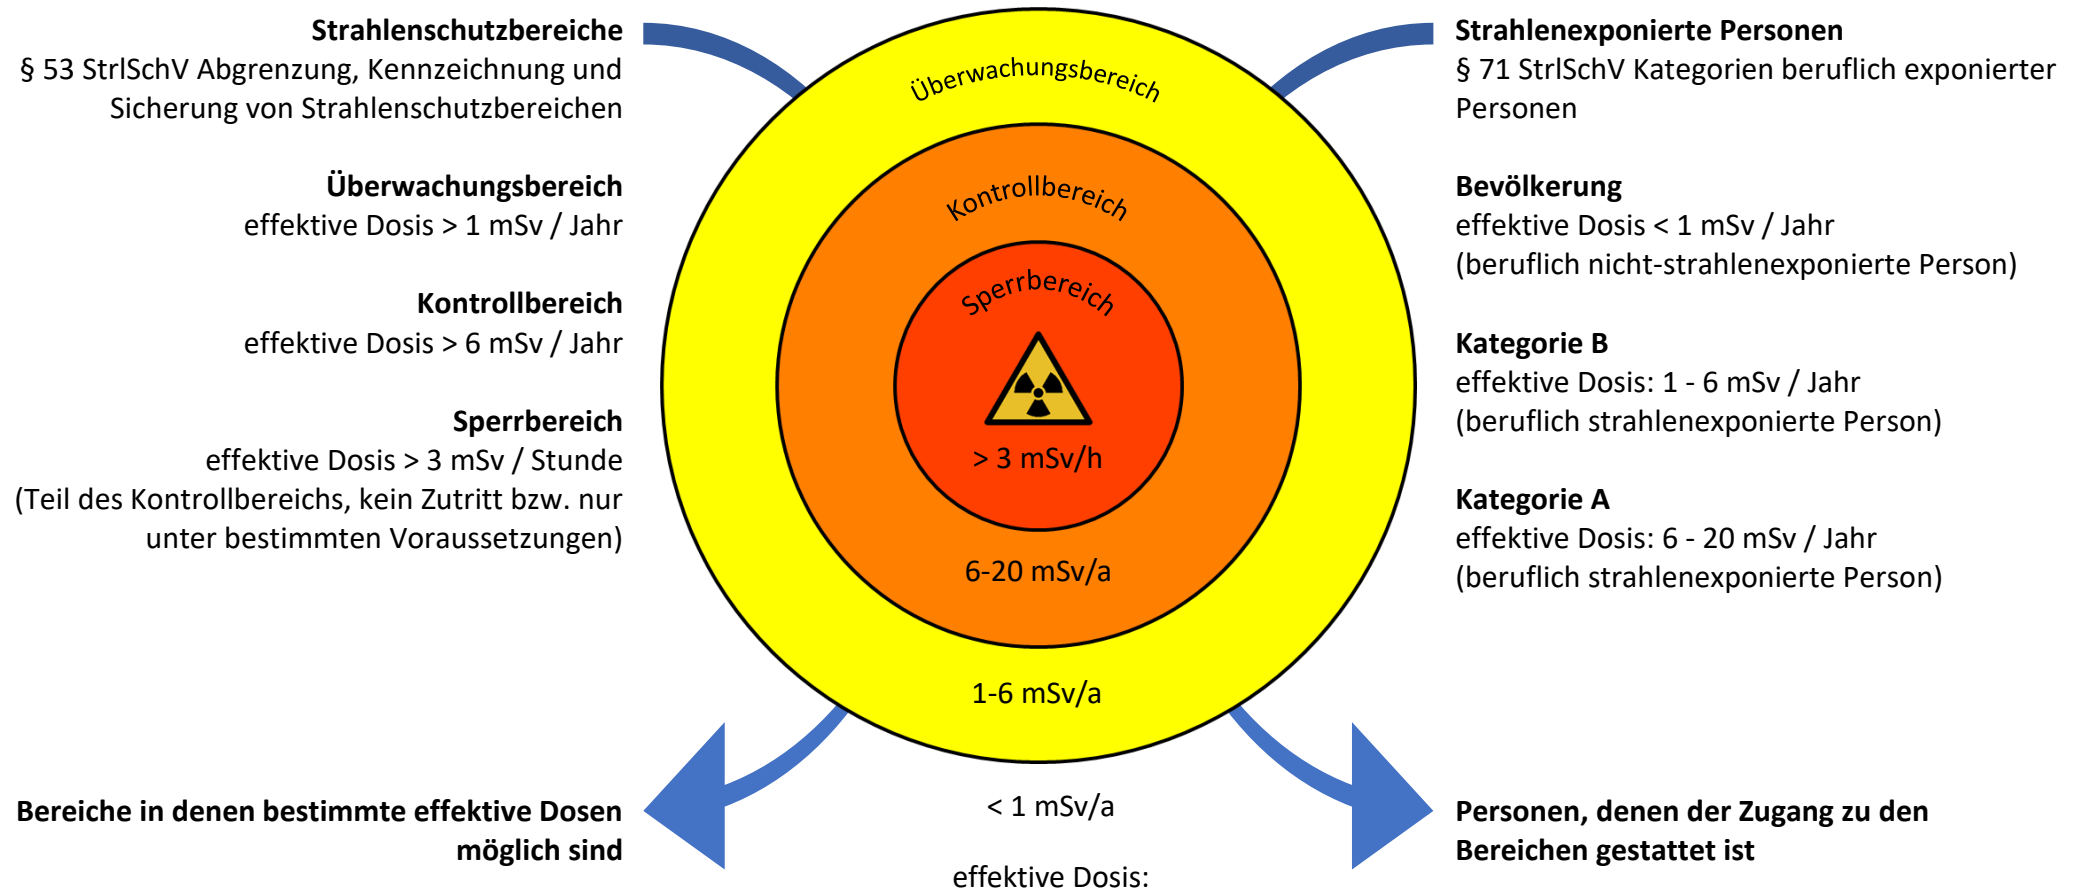 Strahlenschutzbereiche
§ 53 StrlSchV Abgrenzung, Kennzeichnung und
Sicherung von Strahlenschutzbereichen
Überwachungsbereich
effektive Dosis > 1 mSv / Jahr
Kontrollbereich
effektive Dosis > 6 mSv / Jahr
Sperrbereich
effektive Dosis > 3 mSv / Stunde
(Teil des Kontrollbereichs, kein Zutritt bzw. nur
unter bestimmten Voraussetzungen)
Bereiche in denen bestimmte effektive Dosen
möglich sind
Überwachungsbereich
Kontrollbereich
Sperrbereich
> 3 mSv/h
6-20 mSv/a
1-6 mSv/a
< 1 mSv/a
effektive Dosis:
Strahlenexponierte Personen
§ 71 StrlSchV Kategorien beruflich exponierter
Personen
Bevölkerung
effektive Dosis < 1 mSv / Jahr
(beruflich nicht-strahlenexponierte Person)
Kategorie B
effektive Dosis: 1 - 6 mSv / Jahr
(beruflich strahlenexponierte Person)
Kategorie A
effektive Dosis: 6 - 20 mSv / Jahr
(beruflich strahlenexponierte Person)
Personen, denen der Zugang zu den
Bereichen gestattet ist